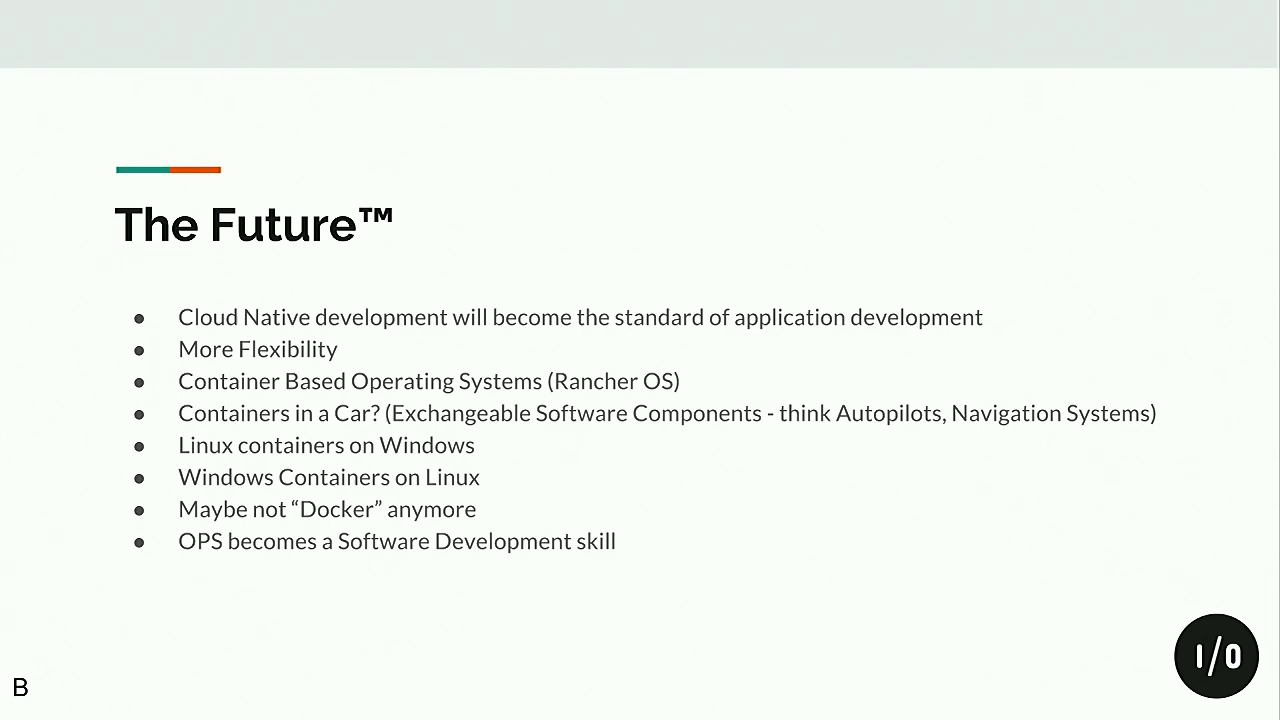 The Future™
● Cloud Native development will become the standard of application development
● More Flexibility
● Container Based Operating Systems (Rancher OS)
● Containers in a Car? (Exchangeable Software Components - think Autopilots, Navigation Systems)
● Linux containers on Windows
● Windows Containers on Linux
● Maybe not “Docker” anymore
● OPS becomes a Software Development skill
I/O
B